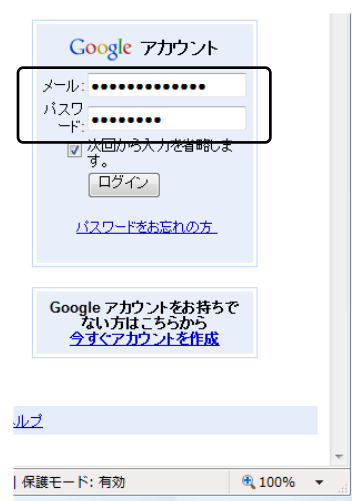 Google アカウント
メール: •••••••••••••
パスワ
ード: ••••••••
次回から入力を省略しま
す。
ログイン
パスワードをお忘れの方
Google アカウントをお持ちで
ない方はこちらから
今すぐアカウントを作成
ルプ
保護モード: 有効 100%